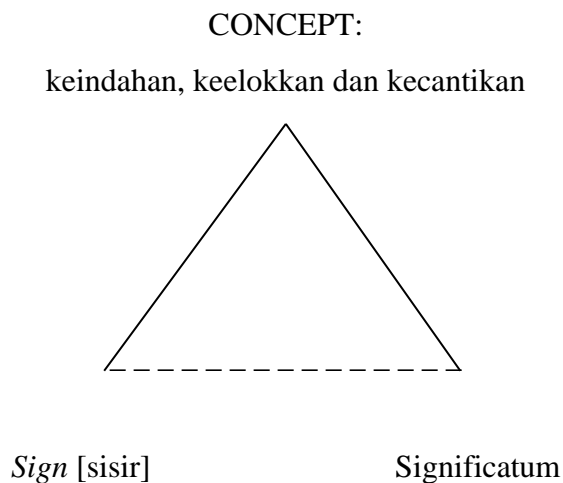 CONCEPT:
keindahan, keelokkan dan kecantikan
Sign [sisir] Significatum